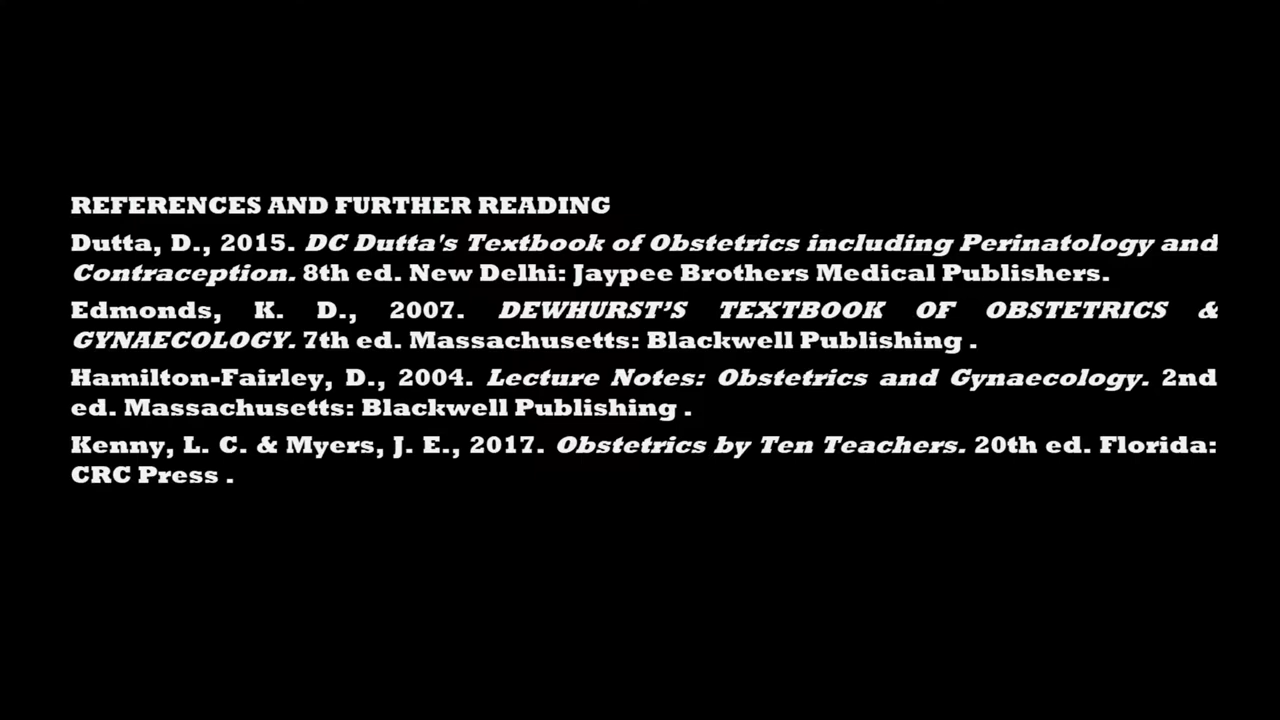 REFERENCES AND FURTHER READING
Dutta, D., 2015. DC Dutta's Textbook of Obstetrics including Perinatology and
Contraception. 8th ed. New Delhi: Jaypee Brothers Medical Publishers.
Edmonds, K. D., 2007. DEWHURST’S TEXTBOOK OF OBSTETRICS &
GYNAECOLOGY. 7th ed. Massachusetts: Blackwell Publishing .
Hamilton-Fairley, D., 2004. Lecture Notes: Obstetrics and Gynaecology. 2nd
ed. Massachusetts: Blackwell Publishing .
Kenny, L. C. & Myers, J. E., 2017. Obstetrics by Ten Teachers. 20th ed. Florida:
CRC Press .